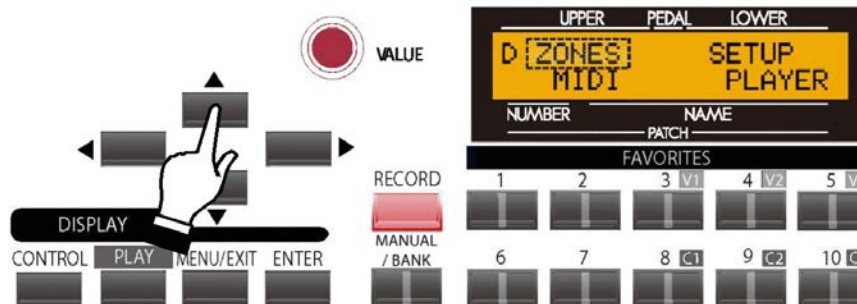 UPPER PEDAL LOWER
VALUE
D ZONES SETUP
MIDI PLAYER
NUMBER NAME
PATCH
FAVORITES
RECORD
1 2 3 V1 4 V2 5
DISPLAY
MANUAL
/ BANK
CONTROL PLAY MENU/EXIT ENTER
6 7 8 C1 9 C2 10